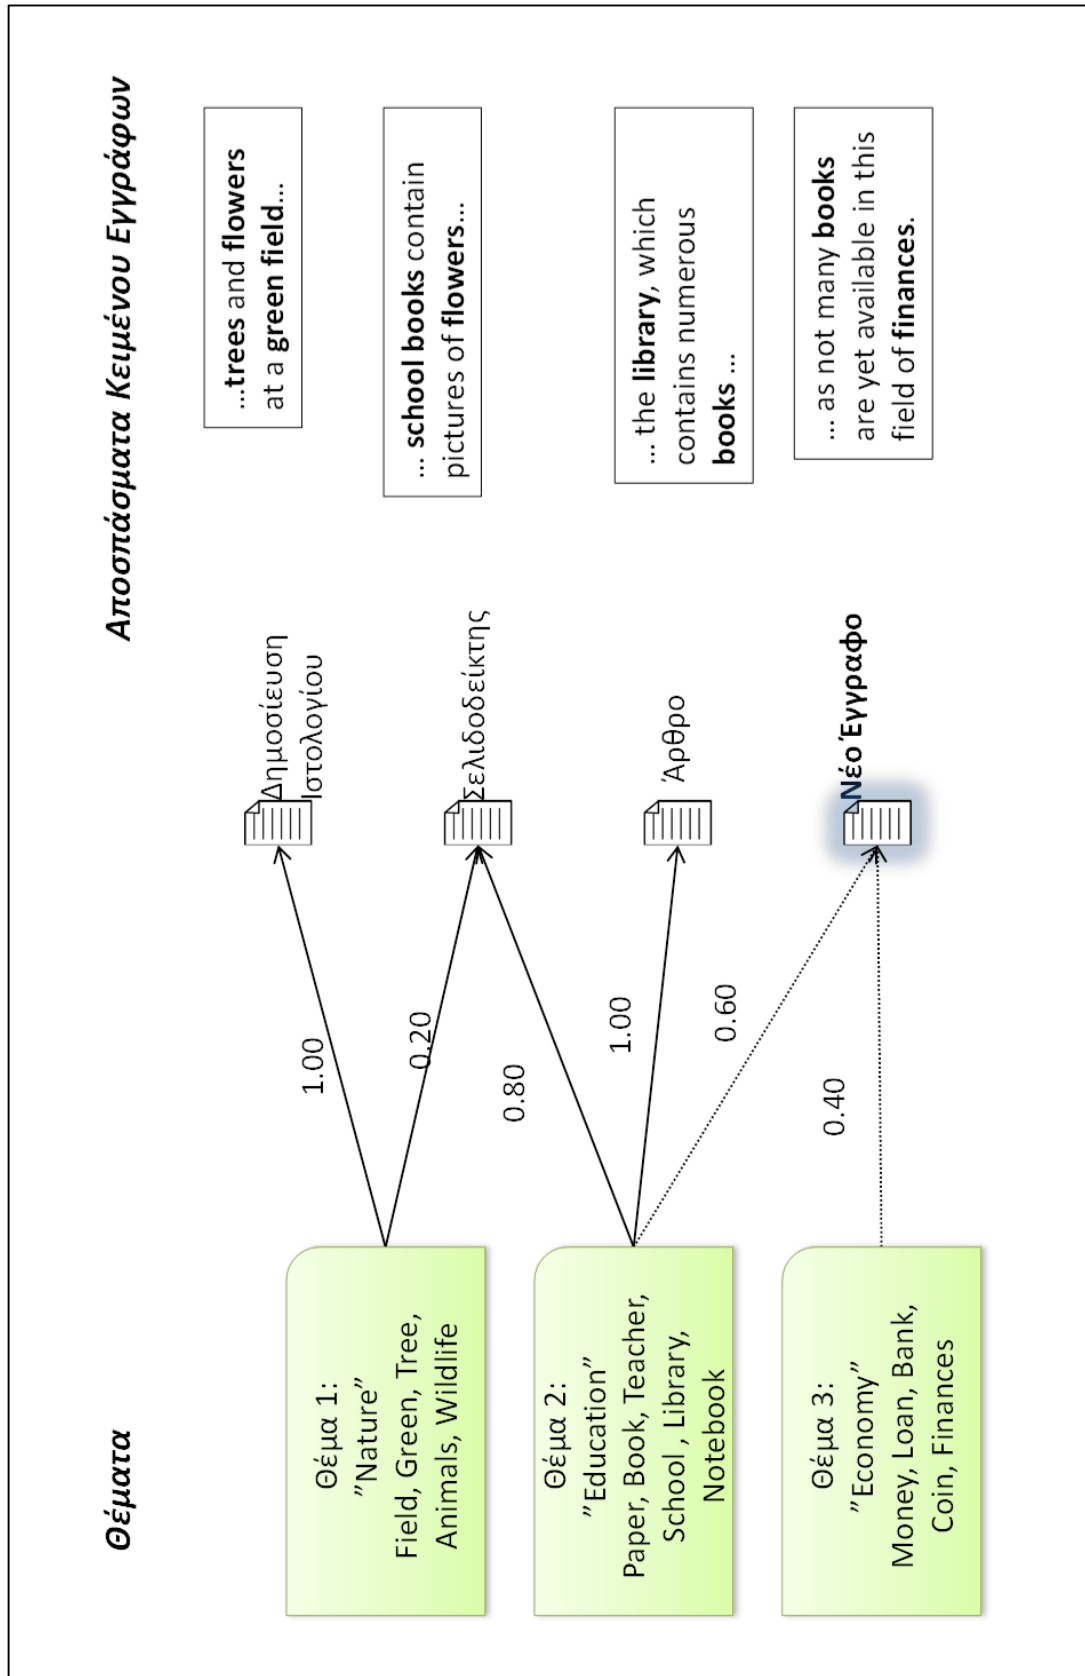 Θέματα
Αποσπάσματα Κειμένου Εγγράφων
Θέμα 1:
”Nature”
Field, Green, Tree,
Animals, Wildlife
1.00
0.20
Δημοσίευση
Ιστολογίου
...trees and flowers
at a green field...
Θέμα 2:
”Education”
Paper, Book, Teacher,
School , Library,
Notebook
0.80
1.00
0.60
Σελιδοδείκτης
... school books contain
pictures of flowers...
Άρθρο
... the library, which
contains numerous
books ...
Θέμα 3:
”Economy”
Money, Loan, Bank,
Coin, Finances
0.40
Νέο Έγγραφο
... as not many books
are yet available in this
field of finances.